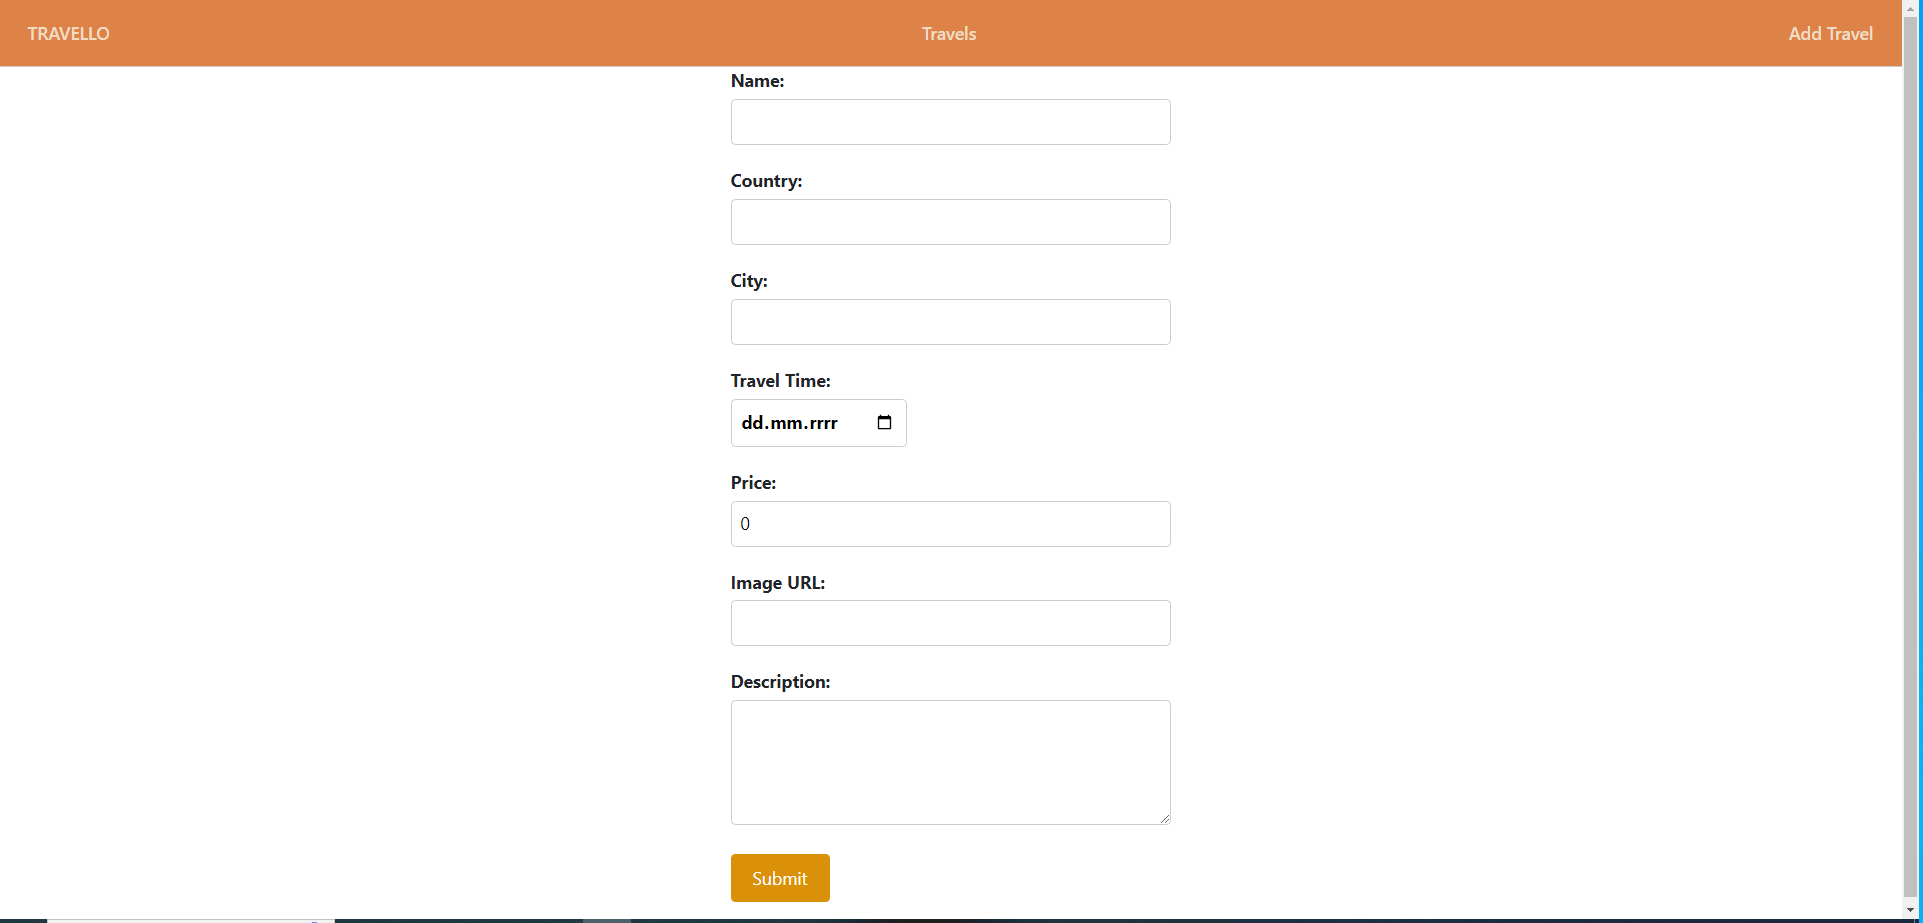 TRAVELLO Travels Add Travel
Name:
Country:
City:
Travel Time:
dd.mm.rrrr
Price:
0
Image URL:
Description:
Submit